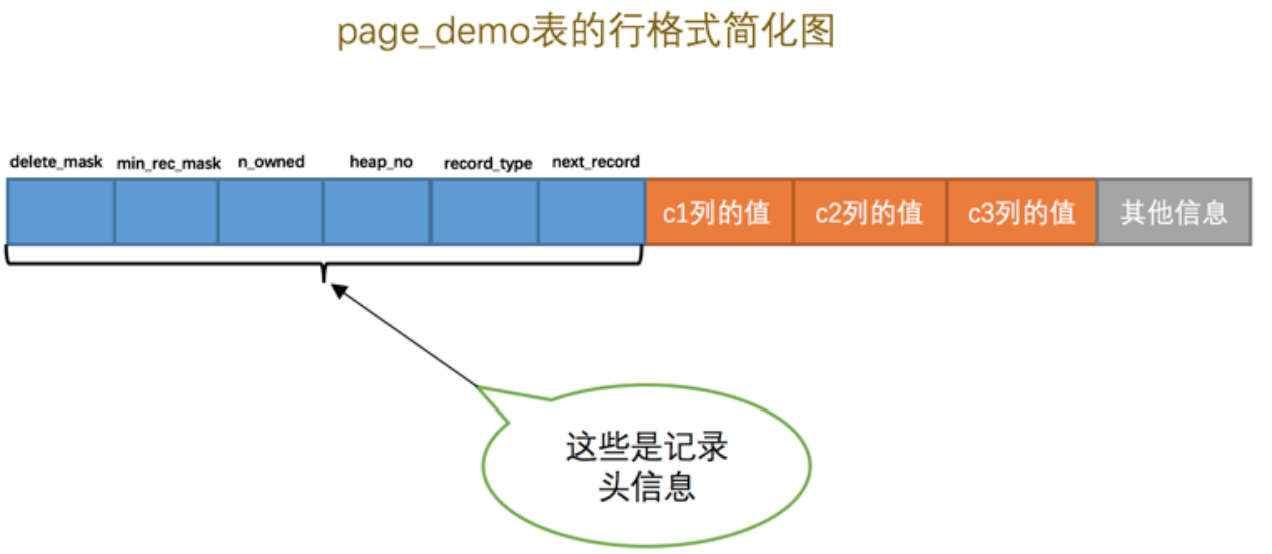 page_demo表的行格式简化图
delete_mask min_rec_mask n_owned heap_no record_type next_record
c1列的值 c2列的值 c3列的值 其他信息
这些是记录
头信息